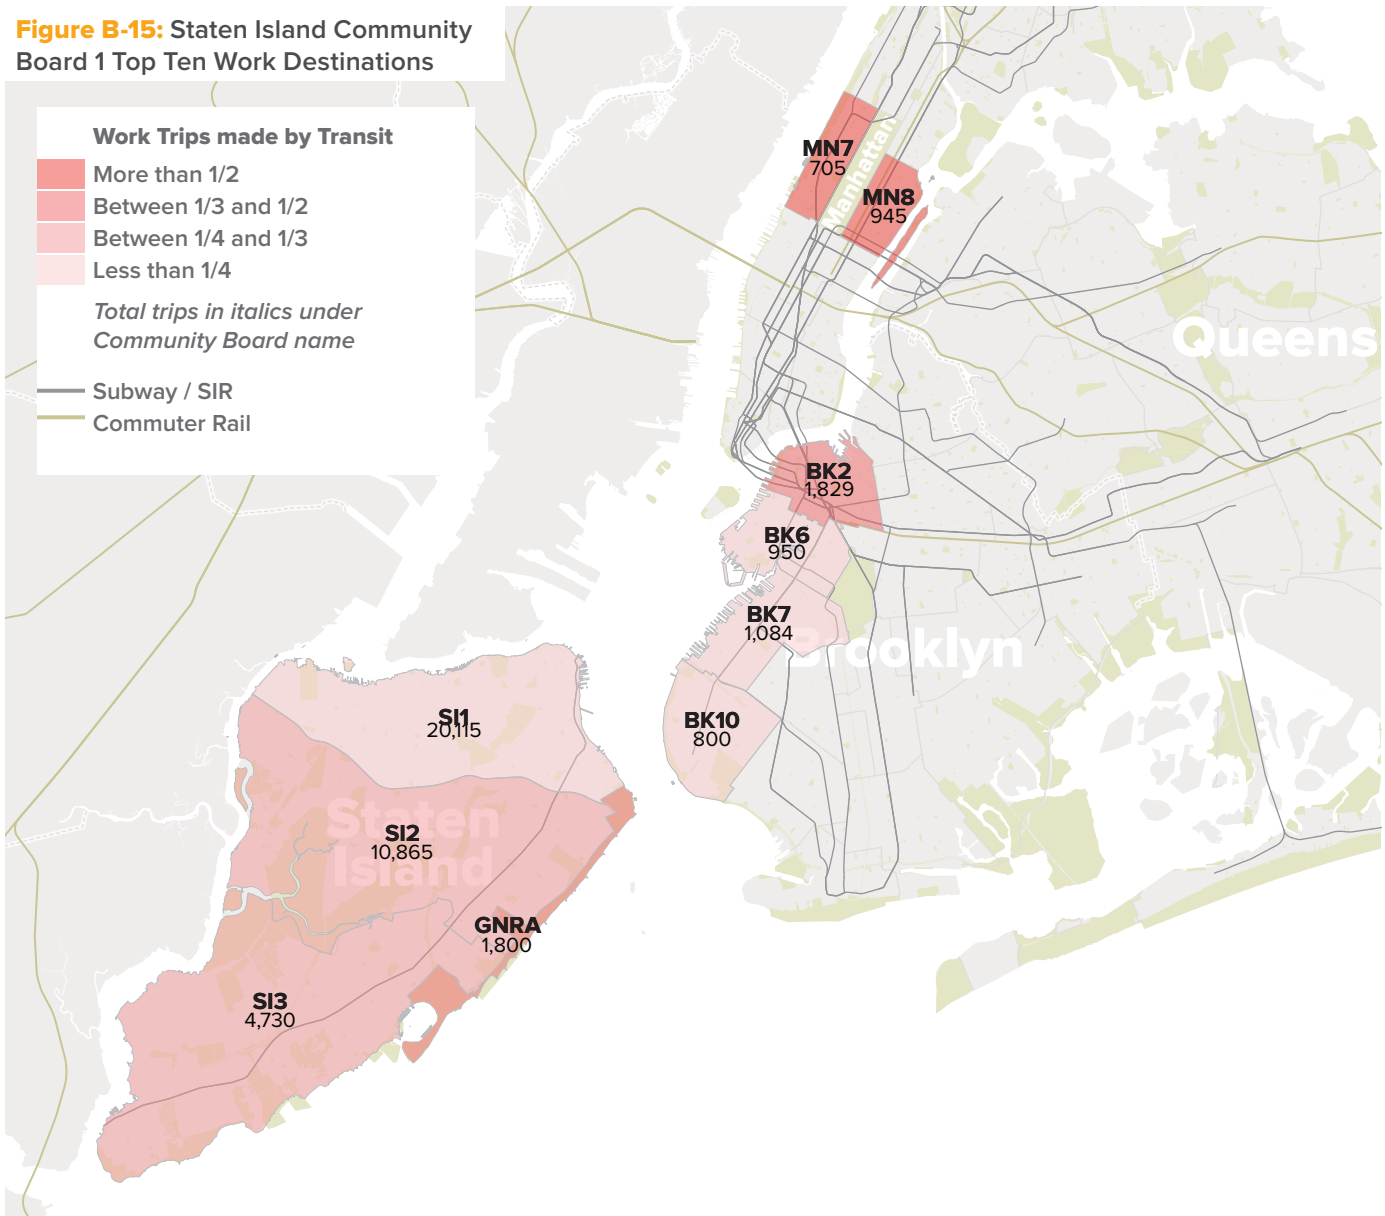 Figure B-15: Staten Island Community
Board 1 Top Ten Work Destinations
Work Trips made by Transit
More than 1/2
Between 1/3 and 1/2
Between 1/4 and 1/3
Less than 1/4
Total trips in italics under
Community Board name
Subway / SIR
Commuter Rail
MN7
705
Manhattan
MN8
945
Queens
BK2
1,829
BK6
950
BK7
1,084
Brooklyn
BK10
800
SI1
20,115
Staten
Island
SI2
10,865
GNRA
1,800
SI3
4,730